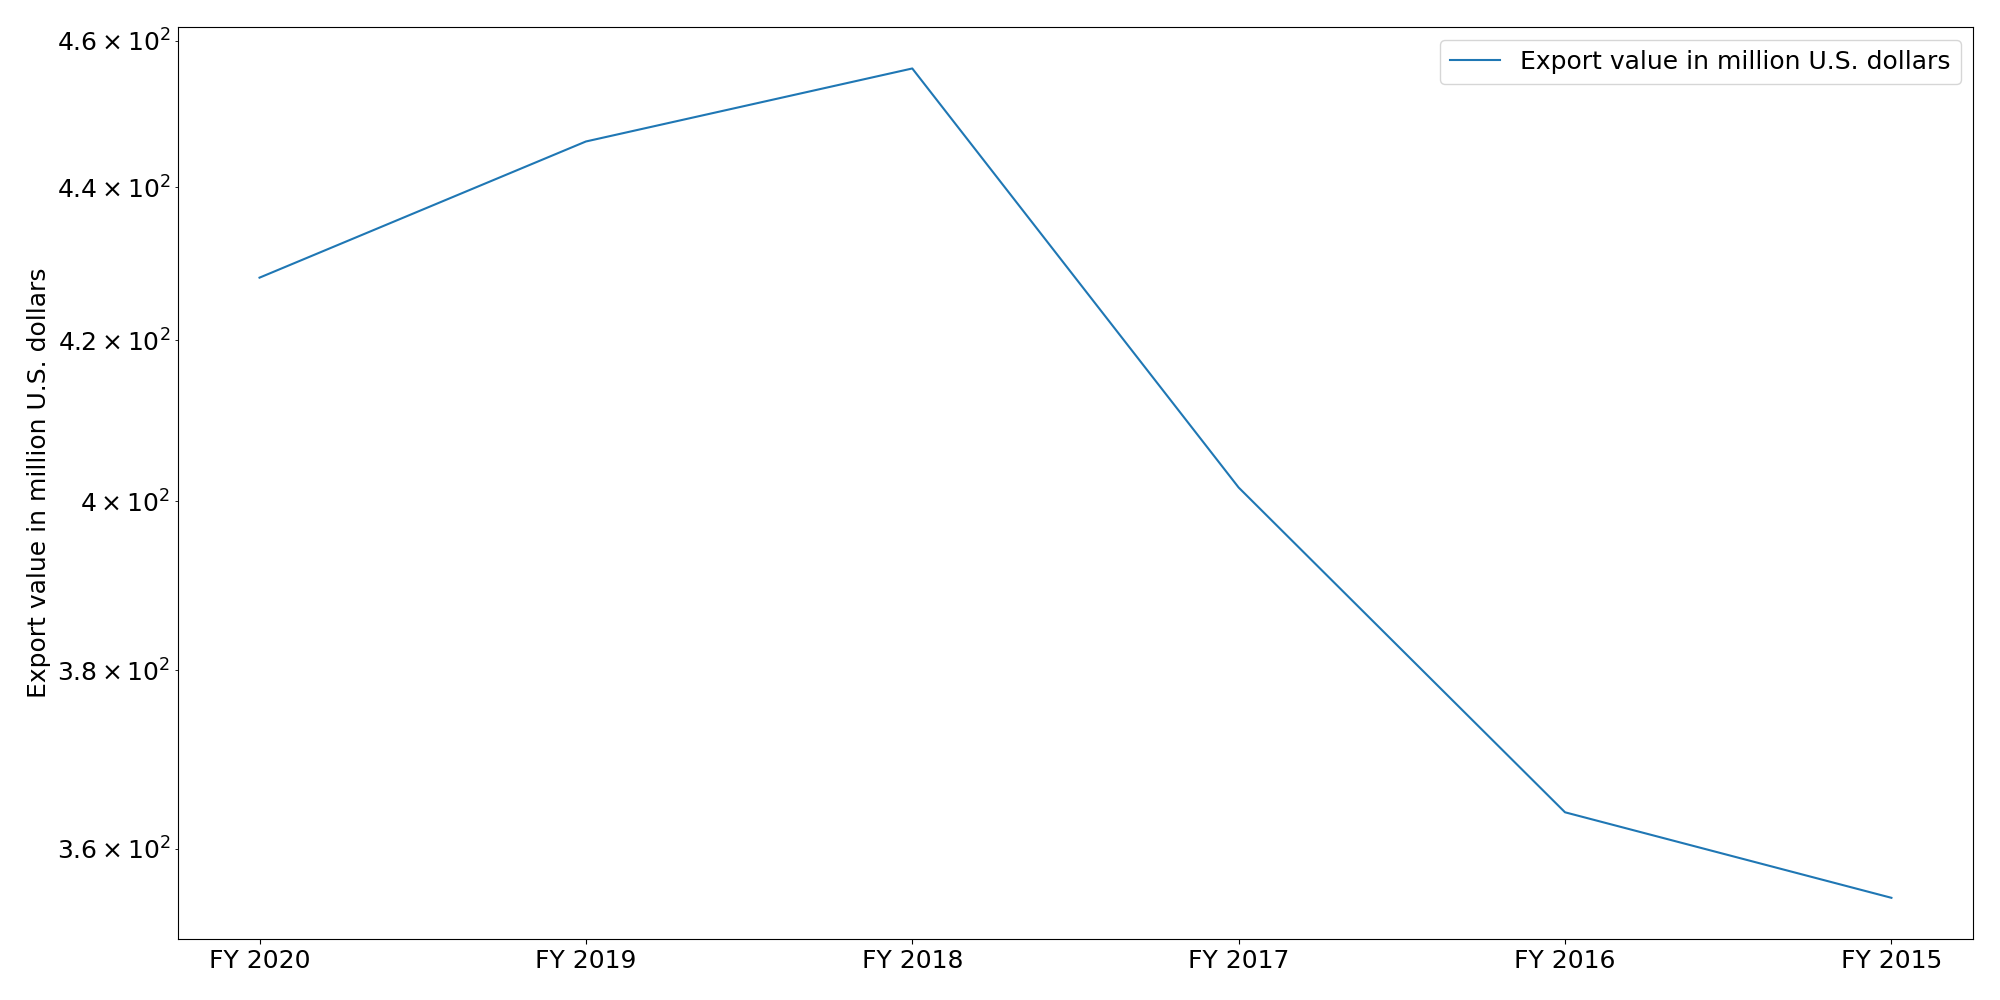 Export value in million U.S. dollars
Export value in million U.S. dollars
4.6 × 10²
4.4 × 10²
4.2 × 10²
4 × 10²
3.8 × 10²
3.6 × 10²
FY 2020 FY 2019 FY 2018 FY 2017 FY 2016 FY 2015